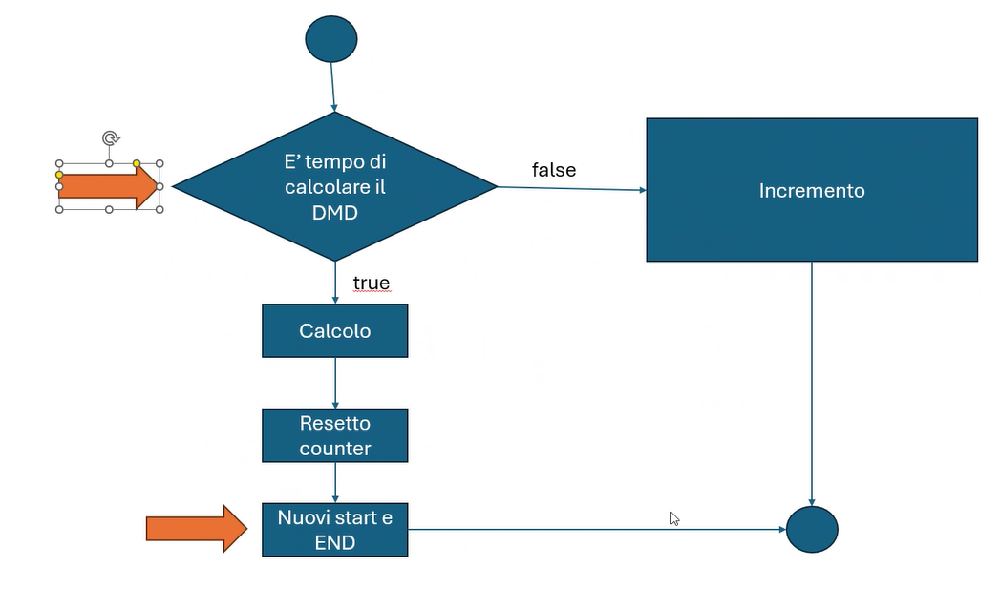 E’ tempo di
calcolare il
DMD
false
Incremento
true
Calcolo
Resetto
counter
Nuovi start e
END